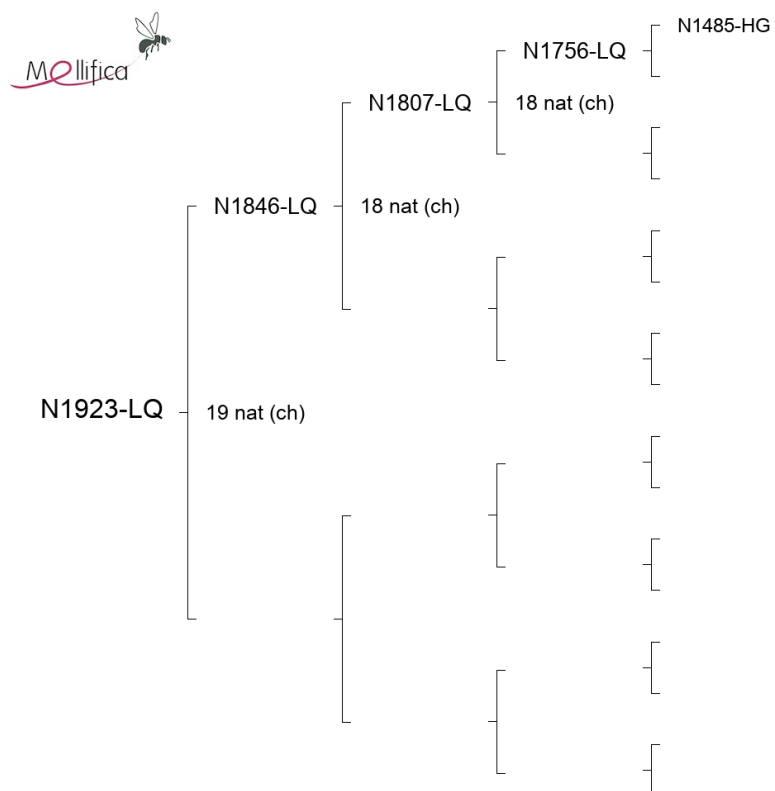 Mellifica
N1485-HG
N1756-LQ
N1807-LQ
18 nat (ch)
N1846-LQ
18 nat (ch)
N1923-LQ
19 nat (ch)